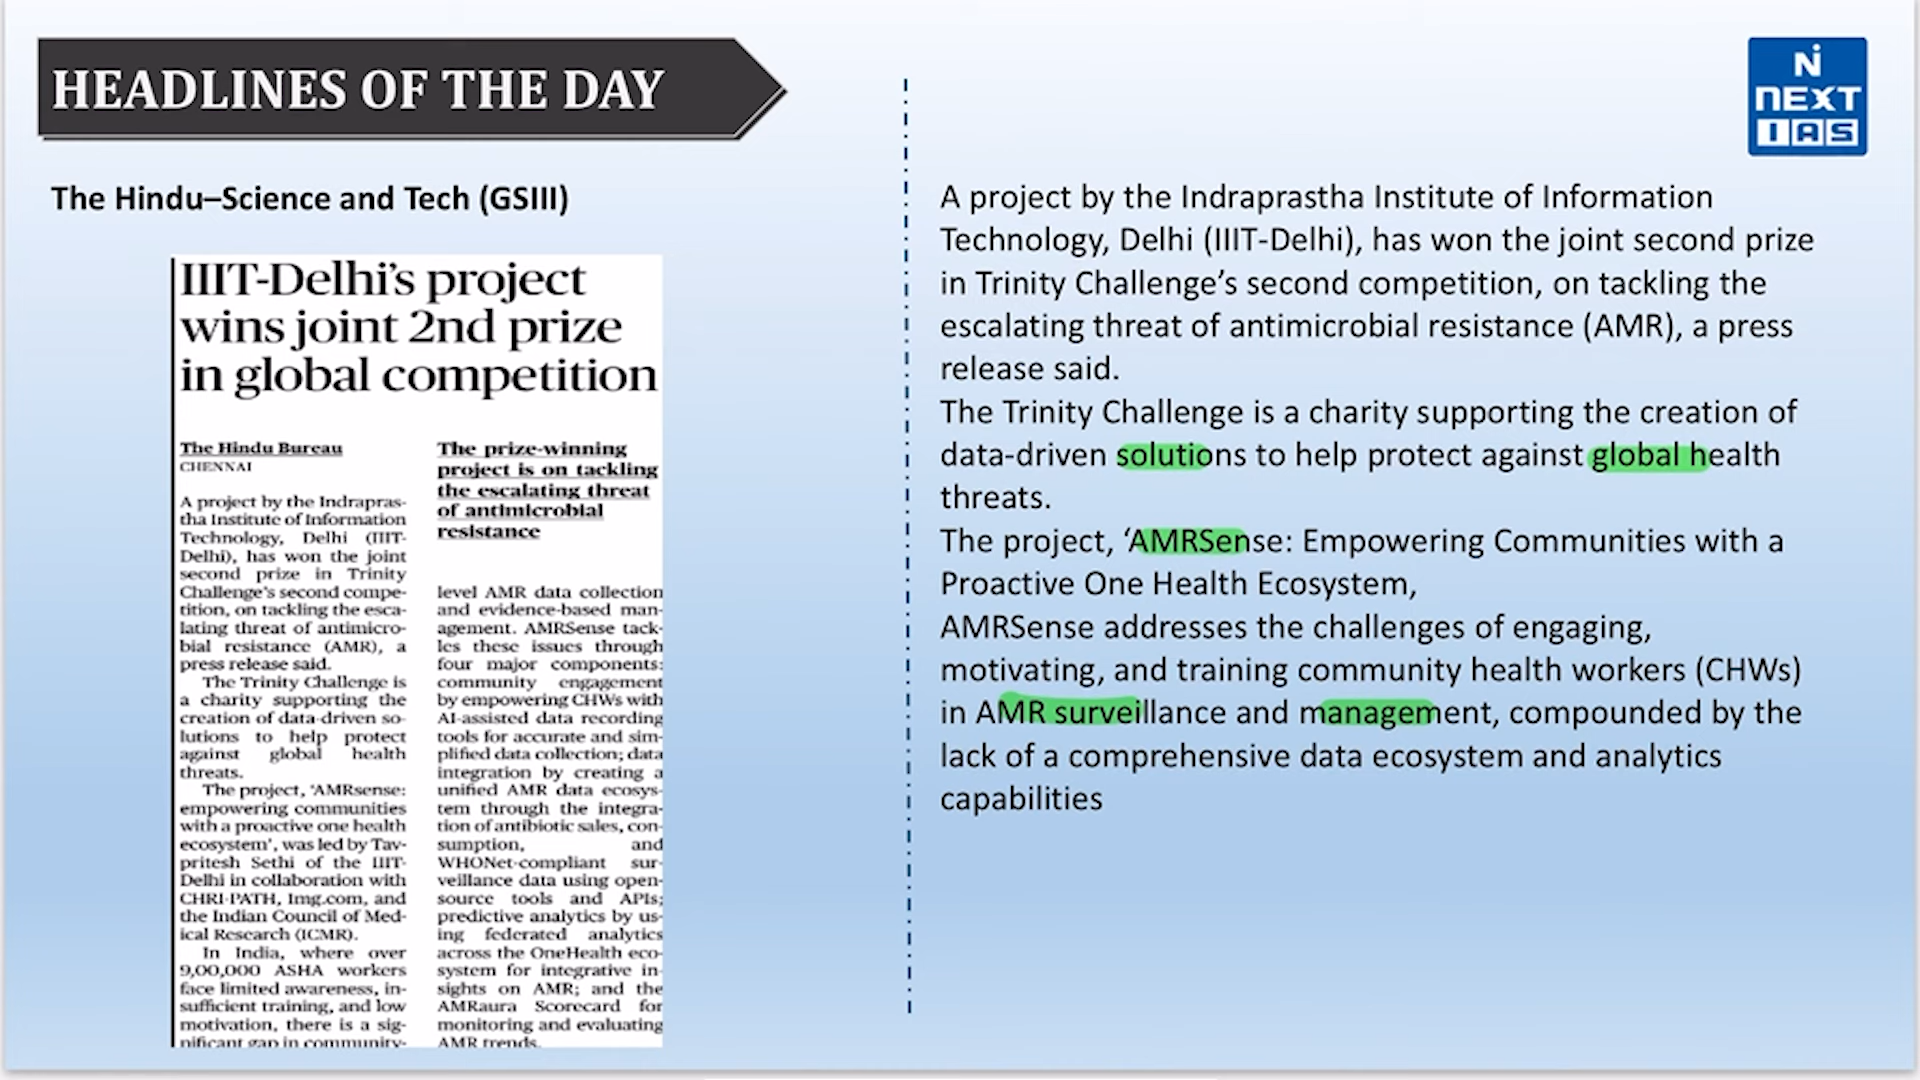 HEADLINES OF THE DAY
N
NEXT
IAS
The Hindu–Science and Tech (GSIII)
IIIT-Delhi’s project
wins joint 2nd prize
in global competition
The Hindu Bureau
CHENNAI
A project by the Indrapras-
tha Institute of Information
Technology, Delhi (IIIT-
Delhi), has won the joint
second prize in Trinity
Challenge’s second compe-
tition, on tackling the esca-
lating threat of antimicro-
bial resistance (AMR), a
press release said.
The Trinity Challenge is
a charity supporting the
creation of data-driven so-
lutions to help protect
against global health
threats.
The project, ‘AMRsense:
empowering communities
with a proactive one health
ecosystem’, was led by Tav-
pritesh Sethi of the IIIT-
Delhi in collaboration with
CHRI-PATH, Img.com, and
the Indian Council of Med-
ical Research (ICMR).
In India, where over
9,00,000 ASHA workers
face limited awareness, in-
sufficient training, and low
motivation, there is a sig-
nificant gap in community-
The prize-winning
project is on tackling
the escalating threat
of antimicrobial
resistance
level AMR data collection
and evidence-based man-
agement. AMRSense tack-
les these issues through
four major components:
community engagement
by empowering CHWs with
AI-assisted data recording
tools for accurate and sim-
plified data collection; data
integration by creating a
unified AMR data ecosys-
tem through the integra-
tion of antibiotic sales, con-
sumption, and
WHONet-compliant sur-
veillance data using open-
source tools and APIs;
predictive analytics by us-
ing federated analytics
across the OneHealth eco-
system for integrative in-
sights on AMR; and the
AMRaura Scorecard for
monitoring and evaluating
AMR trends.
A project by the Indraprastha Institute of Information
Technology, Delhi (IIIT-Delhi), has won the joint second prize
in Trinity Challenge’s second competition, on tackling the
escalating threat of antimicrobial resistance (AMR), a press
release said.
The Trinity Challenge is a charity supporting the creation of
data-driven solutions to help protect against global health
threats.
The project, ‘AMRSense: Empowering Communities with a
Proactive One Health Ecosystem,
AMRSense addresses the challenges of engaging,
motivating, and training community health workers (CHWs)
in AMR surveillance and management, compounded by the
lack of a comprehensive data ecosystem and analytics
capabilities